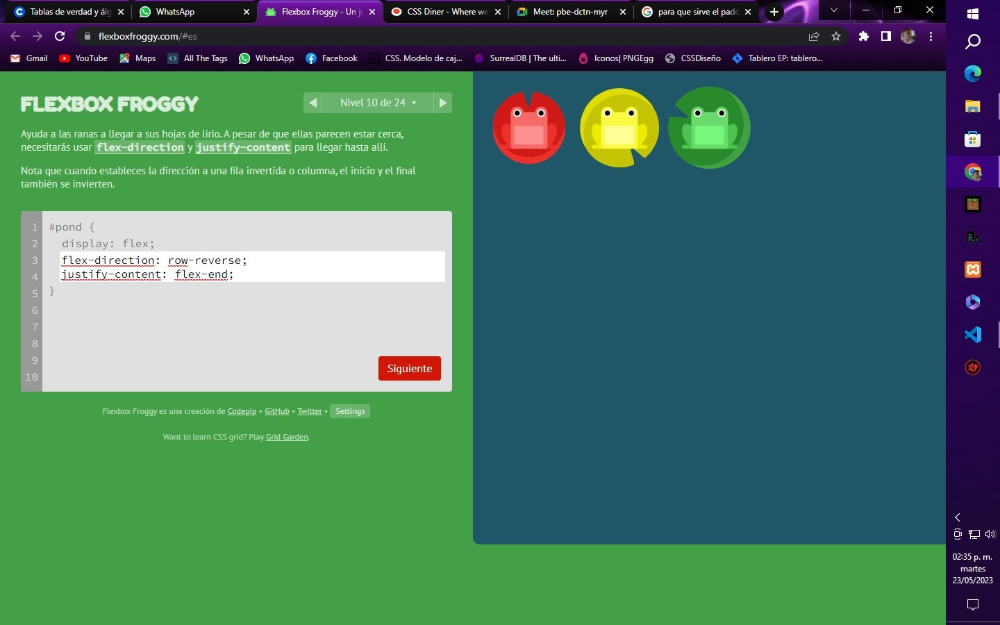 Tablas de verdad y álg
WhatsApp
Flexbox Froggy - Un ju
CSS Diner - Where we
Meet: pbe-dctn-myr
para que sirve el padd
flexboxfroggy.com/#es
Gmail
YouTube
Maps
All The Tags
WhatsApp
Facebook
CSS. Modelo de caj...
SurrealDB | The ulti...
Iconos| PNGEgg
CSSDiseño
Tablero EP: tablero...
FLEXBOX FROGGY
Nivel 10 de 24
Ayuda a las ranas a llegar a sus hojas de lirio. A pesar de que ellas parecen estar cerca,
necesitarás usar flex-direction y justify-content para llegar hasta allí.
Nota que cuando estableces la dirección a una fila invertida o columna, el inicio y el final
también se invierten.
1 #pond {
2 display: flex;
3 flex-direction: row-reverse;
4 justify-content: flex-end;
5 }
6
7
8
9
10
Siguiente
Flexbox Froggy es una creación de Codepip • GitHub • Twitter • Settings
Want to learn CSS grid? Play Grid Garden.
02:35 p. m.
martes
23/05/2023